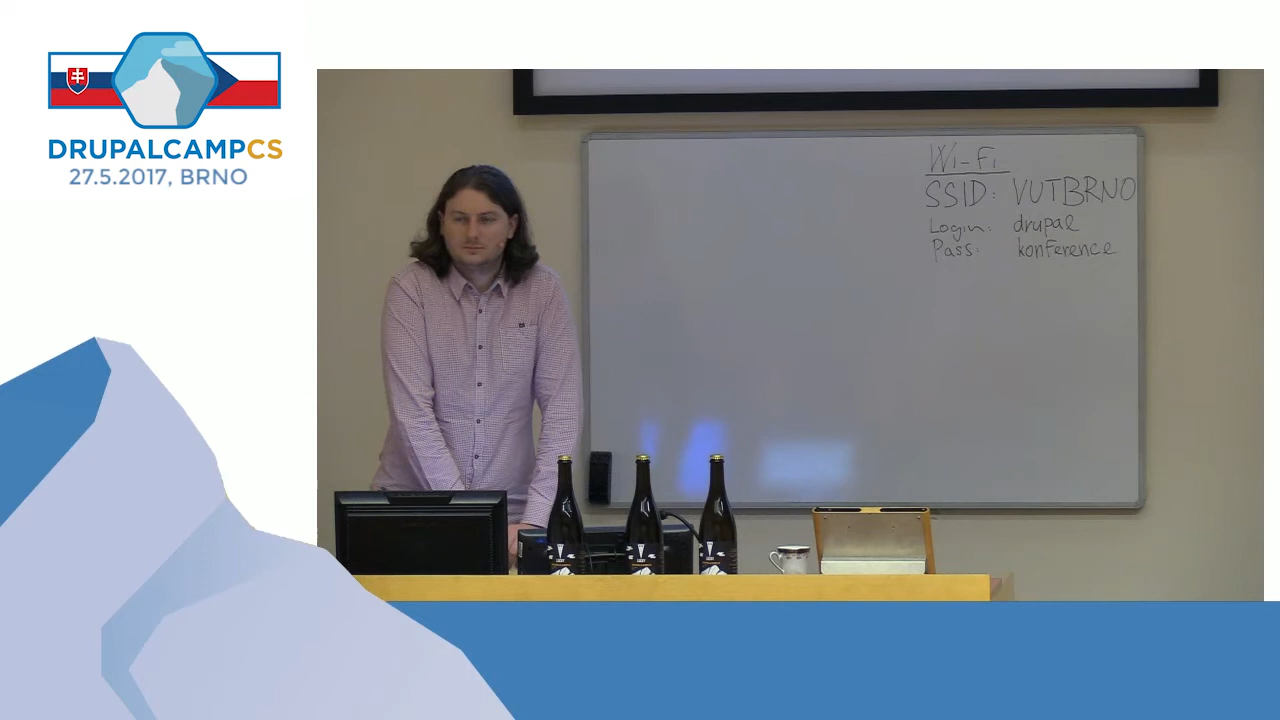 DRUPALCAMPCS
27.5.2017, BRNO
Wi-Fi
SSID: VUTBRNO
Login: drupal
Pass: konference